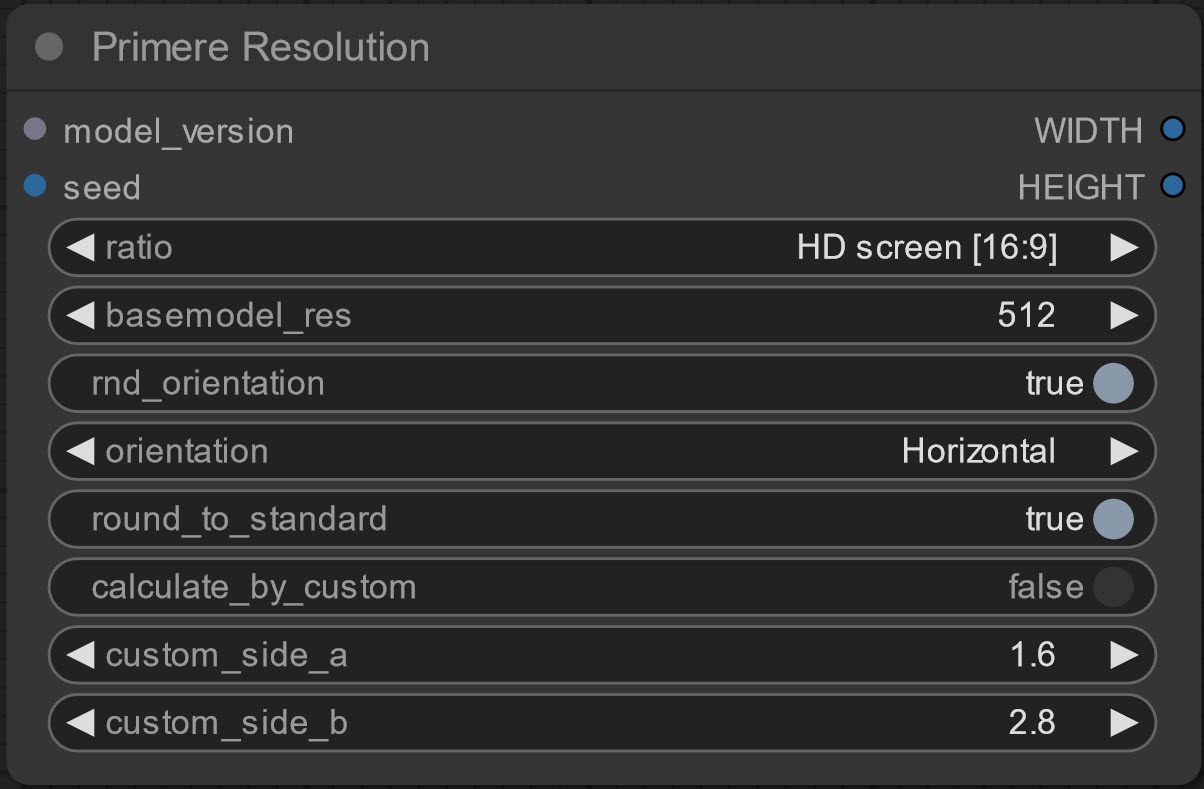 Primere Resolution
model_version WIDTH
seed HEIGHT
ratio HD screen [16:9]
basemodel_res 512
rnd_orientation true
orientation Horizontal
round_to_standard true
calculate_by_custom false
custom_side_a 1.6
custom_side_b 2.8